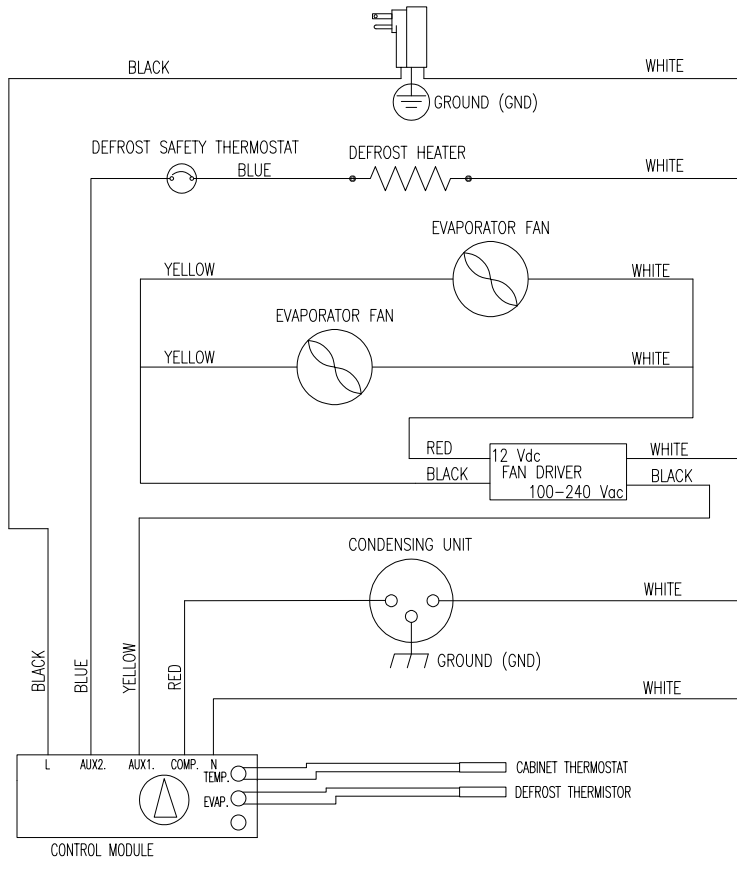 BLACK
WHITE
GROUND (GND)
DEFROST SAFETY THERMOSTAT
DEFROST HEATER
BLUE
WHITE
EVAPORATOR FAN
YELLOW
WHITE
EVAPORATOR FAN
YELLOW
WHITE
RED
12 Vdc
WHITE
BLACK
FAN DRIVER
BLACK
100-240 Vac
CONDENSING UNIT
WHITE
GROUND (GND)
BLACK
BLUE
YELLOW
RED
WHITE
L
AUX2.
AUX1.
COMP.
N
TEMP.
CABINET THERMOSTAT
EVAP.
DEFROST THERMISTOR
CONTROL MODULE